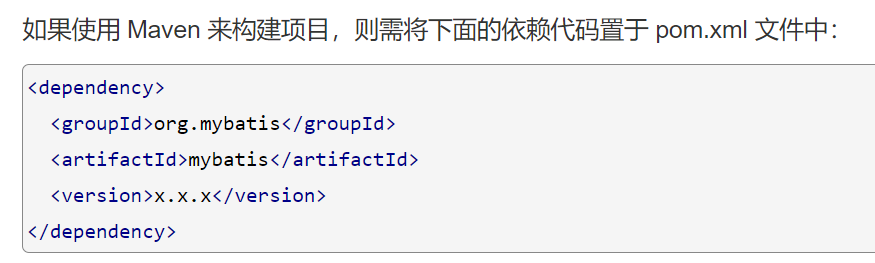 如果使用 Maven 来构建项目，则需将下面的依赖代码置于 pom.xml 文件中：
<dependency>
  <groupId>org.mybatis</groupId>
  <artifactId>mybatis</artifactId>
  <version>x.x.x</version>
</dependency>